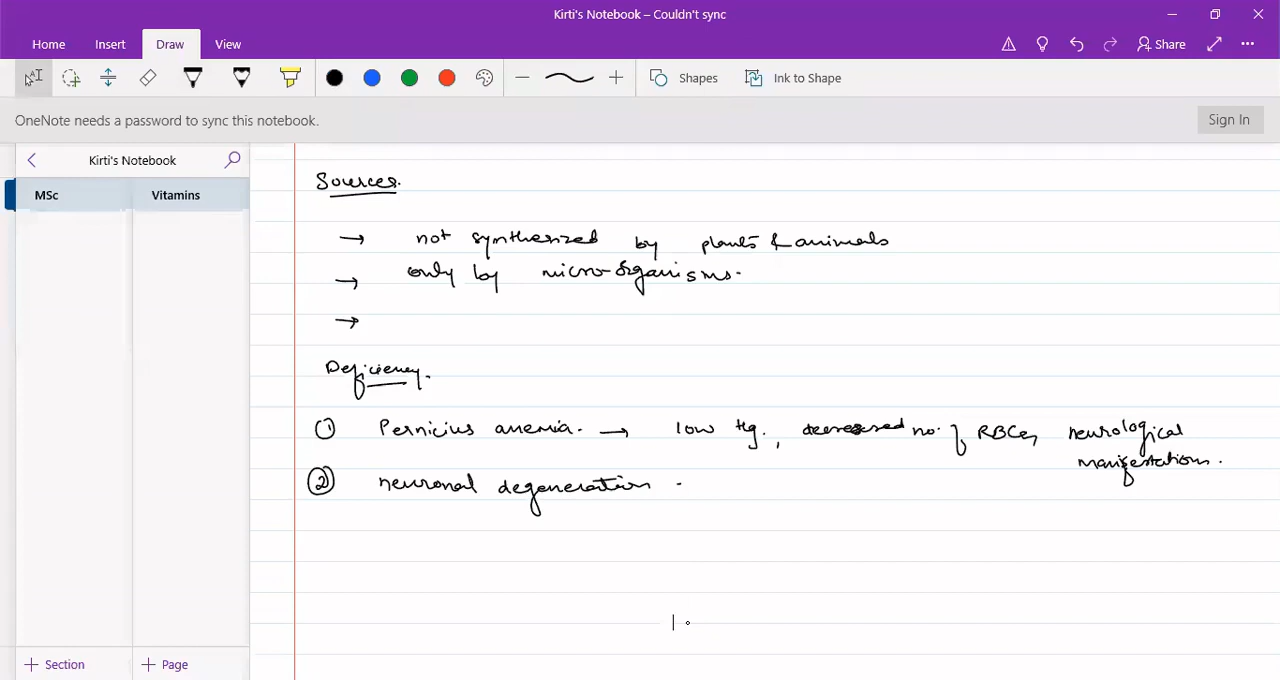 Kirti's Notebook – Couldn't sync
Home Insert Draw View Share
Shapes Ink to Shape
OneNote needs a password to sync this notebook. Sign In
Kirti's Notebook
MSc Vitamins
Sources.
→ not synthesized by plants & animals
→ only by microorganisms.
→
Deficiency.
① Pernicius anemia. → low Hg., decreased no. of RBCs, neurological
manifestations.
② neuronal degeneration.
+ Section + Page